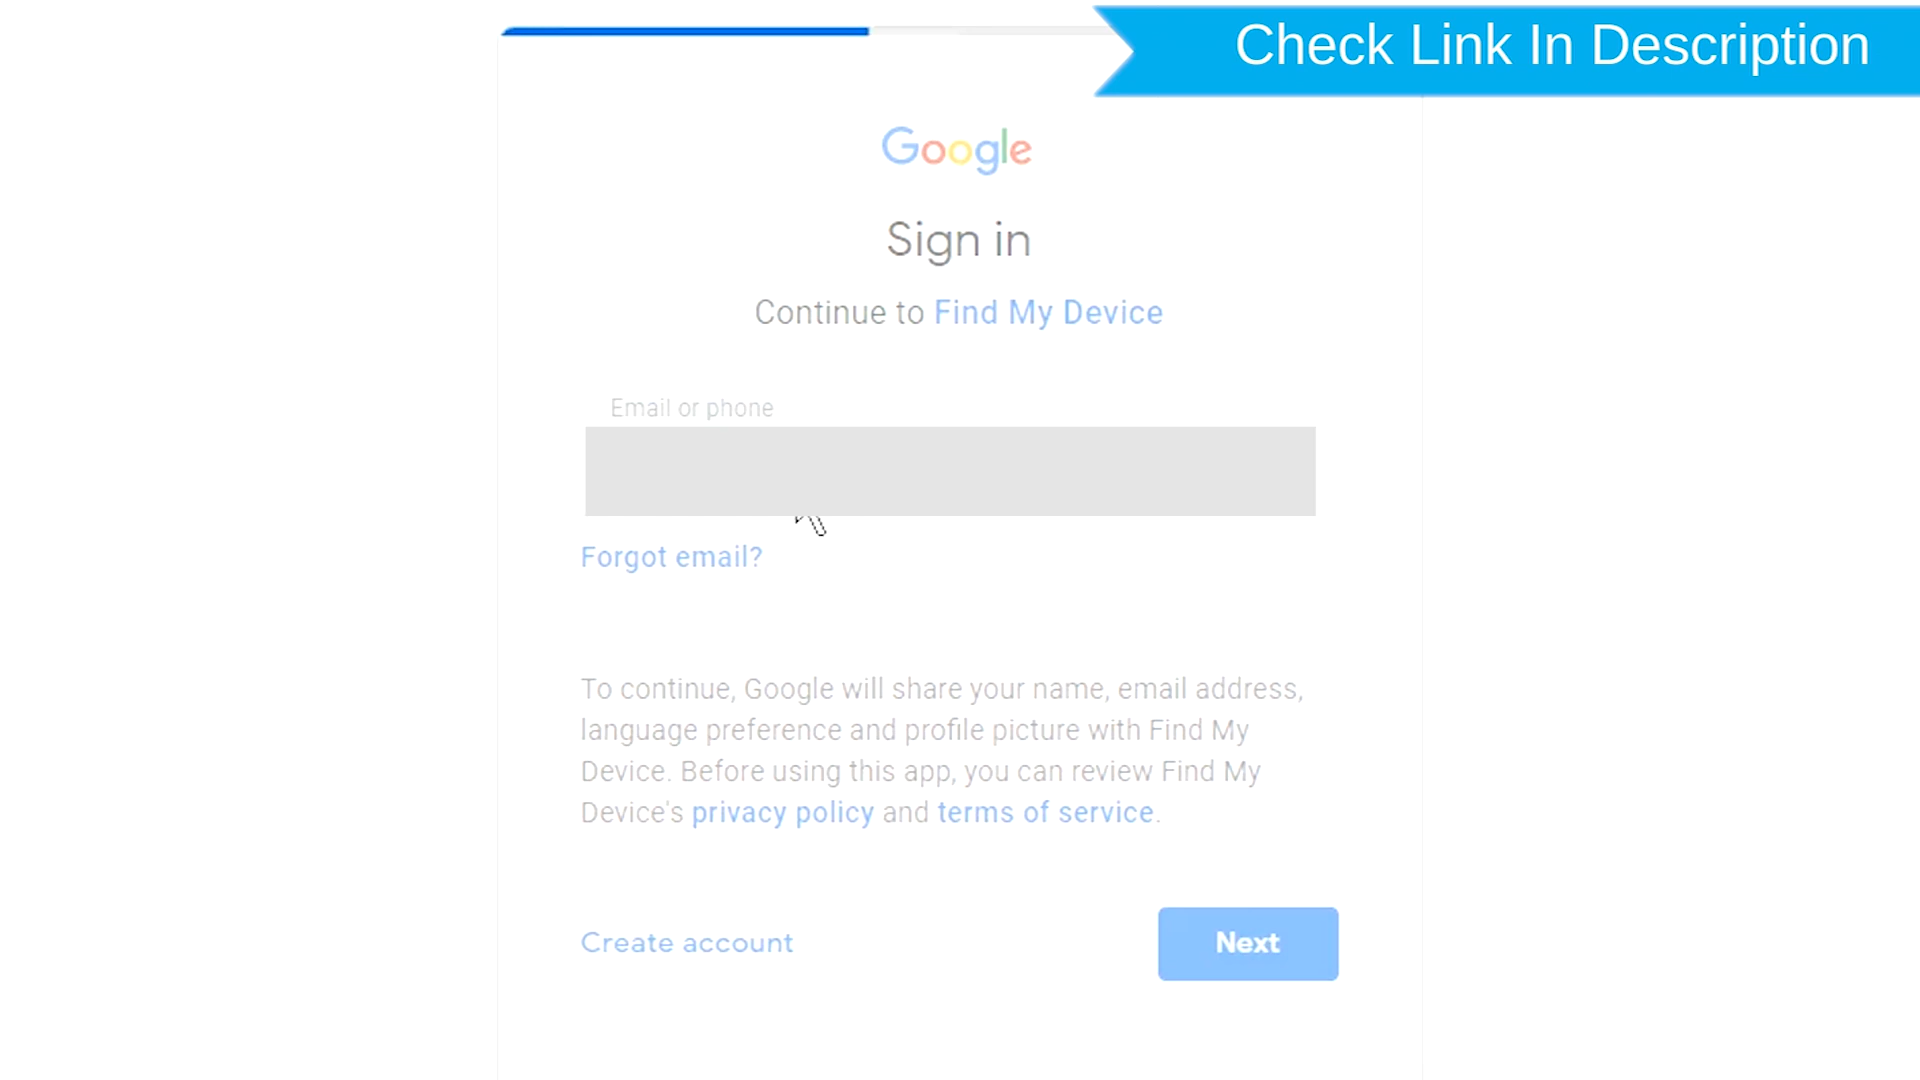 Check Link In Description
Google
Sign in
Continue to Find My Device
Email or phone
Forgot email?
To continue, Google will share your name, email address,
language preference and profile picture with Find My
Device. Before using this app, you can review Find My
Device's privacy policy and terms of service.
Create account
Next